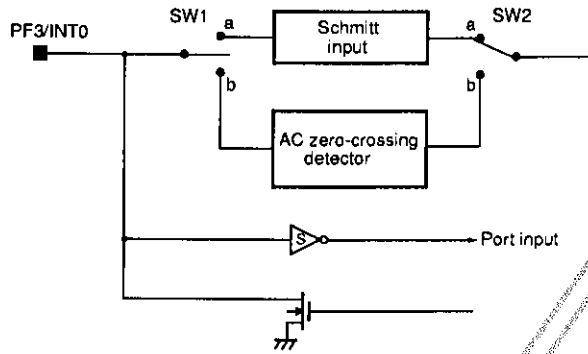 SW1
SW2
PF3/INT0
a
Schmitt
input
a
b
b
AC zero-crossing
detector
S
Port input